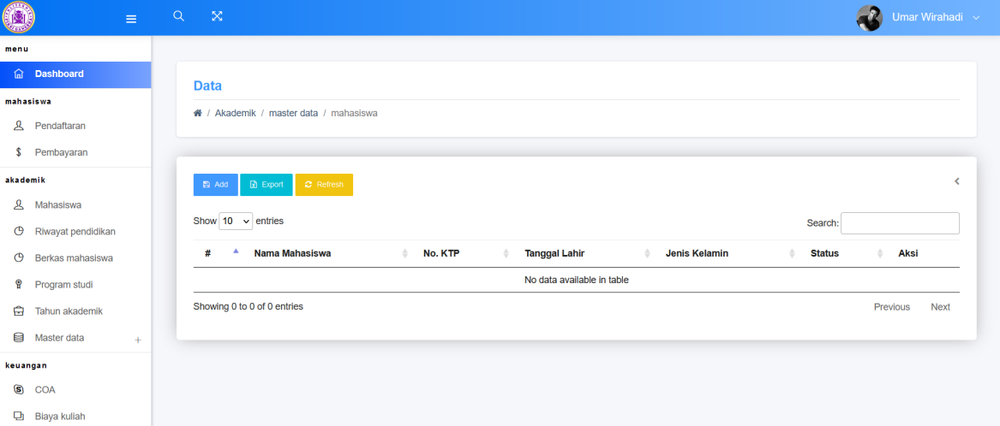 Umar Wirahadi
menu
Dashboard
mahasiswa
Pendaftaran
Pembayaran
akademik
Mahasiswa
Riwayat pendidikan
Berkas mahasiswa
Program studi
Tahun akademik
Master data +
keuangan
COA
Biaya kuliah
Data
/ Akademik / master data / mahasiswa
Add Export Refresh
Show 10 entries
Search:
# Nama Mahasiswa No. KTP Tanggal Lahir Jenis Kelamin Status Aksi
No data available in table
Showing 0 to 0 of 0 entries
Previous Next